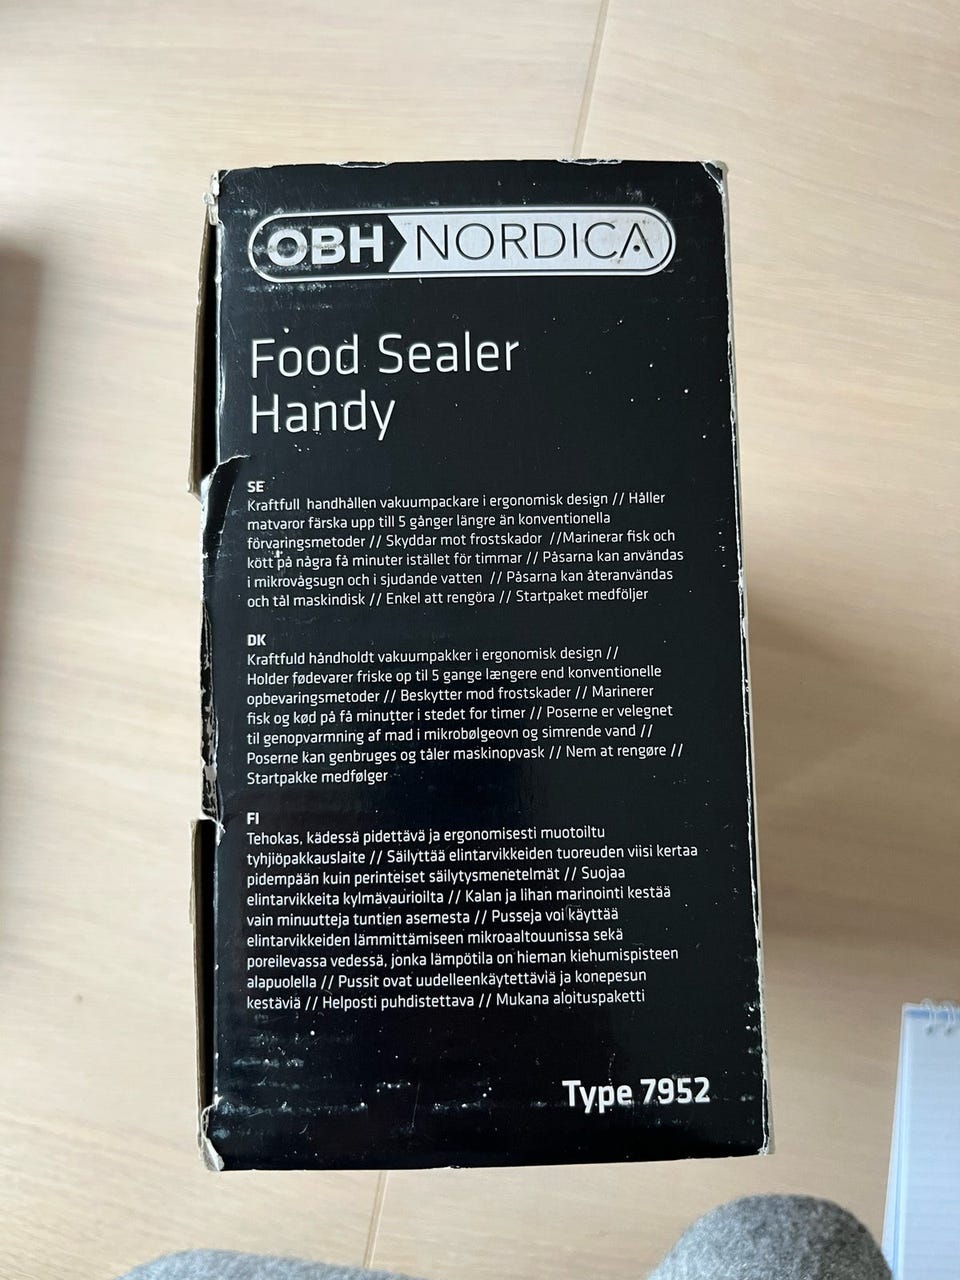 OBH NORDICA
Food Sealer
Handy
SE
Kraftfull handhållen vakuumpackare i ergonomisk design // Håller
matvaror färska upp till 5 gånger längre än konventionella
förvaringsmetoder // Skyddar mot frostskador //Marinerar fisk och
kött på några få minuter istället för timmar // Påsarna kan användas
i mikrovågsugn och i sjudande vatten // Påsarna kan återanvändas
och tål maskindisk // Enkel att rengöra // Startpaket medföljer
DK
Kraftfuld håndholdt vakuumpakker i ergonomisk design //
Holder fødevarer friske op til 5 gange længere end konventionelle
opbevaringsmetoder // Beskytter mod frostskader // Marinerer
fisk og kød på få minutter i stedet for timer // Poserne er velegnet
til genopvarmning af mad i mikrobølgeovn og simrende vand //
Poserne kan genbruges og tåler maskinopvask // Nem at rengøre //
Startpakke medfølger
FI
Tehokas, kädessä pidettävä ja ergonomisesti muotoiltu
tyhjiöpakkauslaite // Säilyttää elintarvikkeiden tuoreuden viisi kertaa
pidempään kuin perinteiset säilytysmenetelmät // Suojaa
elintarvikkeita kylmävaurioilta // Kalan ja lihan marinointi kestää
vain minuutteja tuntien asemesta // Pusseja voi käyttää
elintarvikkeiden lämmittämiseen mikroaaltouunissa sekä
poreilevassa vedessä, jonka lämpötila on hieman kiehumispisteen
alapuolella // Pussit ovat uudelleenkäytettäviä ja konepesun
kestäviä // Helposti puhdistettava // Mukana aloituspaketti
Type 7952